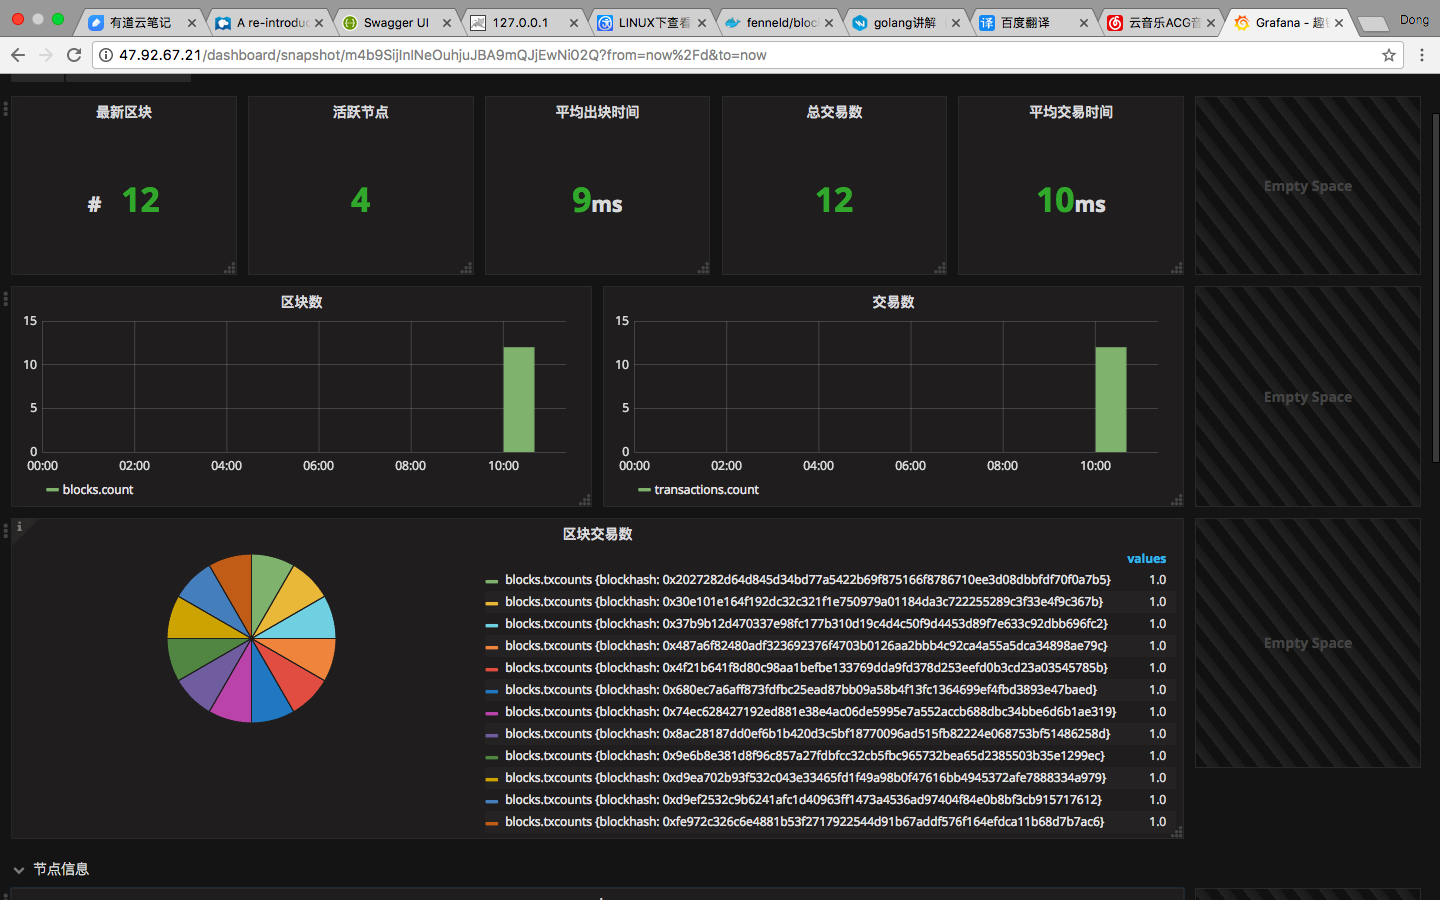 有道云笔记
A re-introduc
Swagger UI
127.0.0.1
LINUX下查看
fenneld/bloc
golang讲解
百度翻译
云音乐ACG音
Grafana - 趣
Dong
47.92.67.21/dashboard/snapshot/m4b9SijInlNeOuhjuJBA9mQJjEwNi02Q?from=now%2Fd&to=now
最新区块
活跃节点
平均出块时间
总交易数
平均交易时间
# 12
4
9ms
12
10ms
Empty Space
区块数
15
10
5
0
00:00 02:00 04:00 06:00 08:00 10:00
blocks.count
交易数
15
10
5
0
00:00 02:00 04:00 06:00 08:00 10:00
transactions.count
Empty Space
区块交易数
values
blocks.txcounts {blockhash: 0x2027282d64d845d34bd77a5422b69f875166f8786710ee3d08dbbfdf70f0a7b5} 1.0
blocks.txcounts {blockhash: 0x30e101e164f192dc32c321f1e750979a01184da3c722255289c3f33e4f9c367b} 1.0
blocks.txcounts {blockhash: 0x37b9b12d470337e98fc177b310d19c4d4c50f9d4453d89f7e633c92dbb696fc2} 1.0
blocks.txcounts {blockhash: 0x487a6f82480adf323692376f4703b0126aa2bbb4c92ca4a55a5dca34898ae79c} 1.0
blocks.txcounts {blockhash: 0x4f21b641f8d80c98aa1befbe133769dda9fd378d253eefd0b3cd23a03545785b} 1.0
blocks.txcounts {blockhash: 0x680ec7a6aff873fdfbc25ead87bb09a58b4f13fc1364699ef4fbd3893e47baed} 1.0
blocks.txcounts {blockhash: 0x74ec628427192ed881e38e4ac06de5995e7a552accb688dbc34bbe6d6b1ae319} 1.0
blocks.txcounts {blockhash: 0x8ac28187dd0ef6b1b420d3c5bf18770096ad515fb82224e068753bf51486258d} 1.0
blocks.txcounts {blockhash: 0x9e6b8e381d8f96c857a27fdbfcc32cb5fbc965732bea65d2385503b35e1299ec} 1.0
blocks.txcounts {blockhash: 0xd9ea702b93f532c043e33465fd1f49a98b0f47616bb4945372afe7888334a979} 1.0
blocks.txcounts {blockhash: 0xd9ef2532c9b6241afc1d40963ff1473a4536ad97404f84e0b8bf3cb915717612} 1.0
blocks.txcounts {blockhash: 0xfe972c326c6e4881b53f2717922544d91b67addf576f164efdca11b68d7b7ac6} 1.0
Empty Space
节点信息